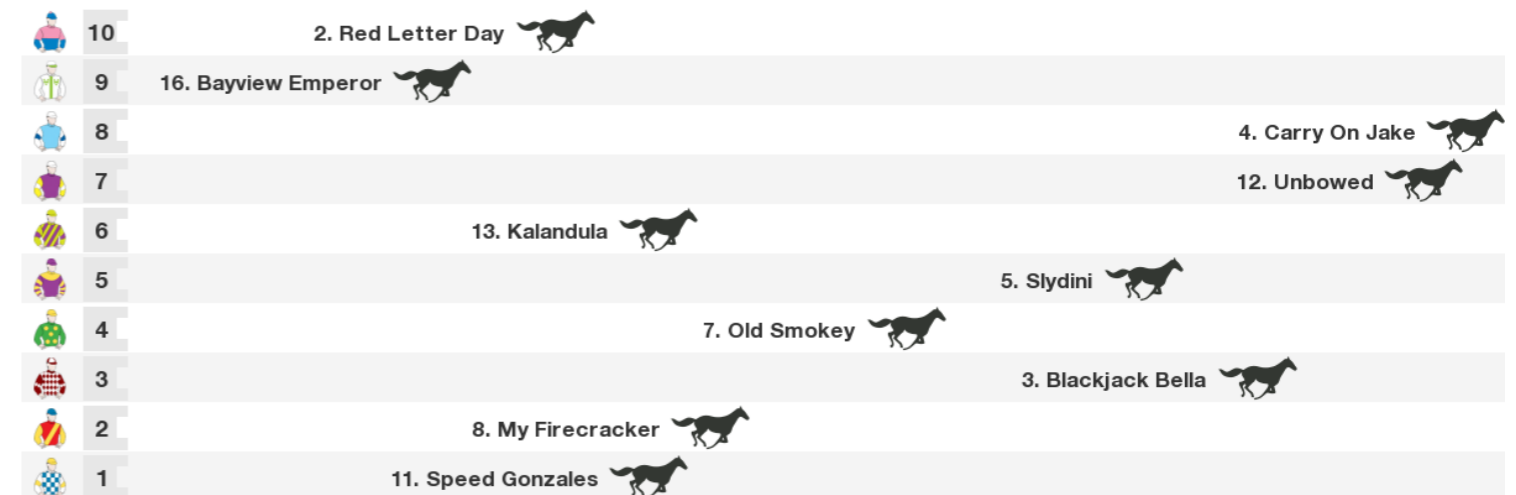 10 2. Red Letter Day
9 16. Bayview Emperor
8 4. Carry On Jake
7 12. Unbowed
6 13. Kalandula
5 5. Slydini
4 7. Old Smokey
3 3. Blackjack Bella
2 8. My Firecracker
1 11. Speed Gonzales